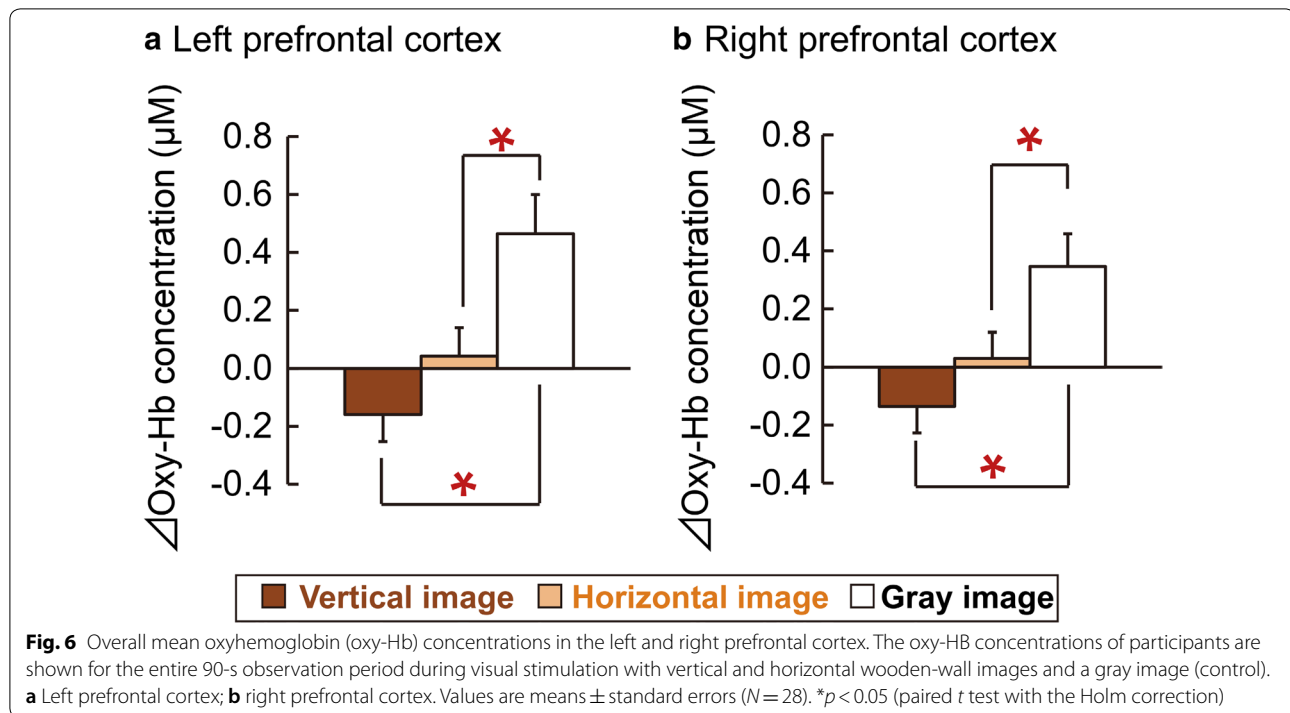 a Left prefrontal cortex
⊿Oxy-Hb concentration (µM)
0.8
0.6
0.4
0.2
0.0
-0.2
-0.4
*
*
b Right prefrontal cortex
⊿Oxy-Hb concentration (µM)
0.8
0.6
0.4
0.2
0.0
-0.2
-0.4
*
*
Vertical image Horizontal image Gray image
Fig. 6 Overall mean oxyhemoglobin (oxy-Hb) concentrations in the left and right prefrontal cortex. The oxy-HB concentrations of participants are
shown for the entire 90-s observation period during visual stimulation with vertical and horizontal wooden-wall images and a gray image (control).
a Left prefrontal cortex; b right prefrontal cortex. Values are means ± standard errors (N = 28). *p < 0.05 (paired t test with the Holm correction)